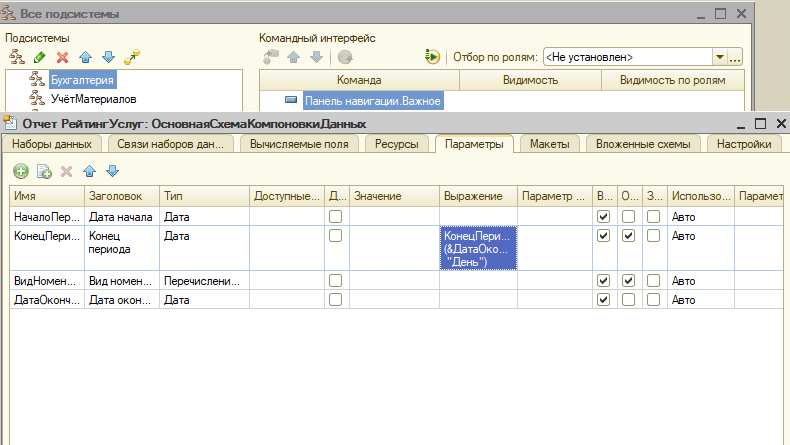 Все подсистемы
Подсистемы
Командный интерфейс
Отбор по ролям: <Не установлен>
Бухгалтерия
УчётМатериалов
Команда Видимость Видимость по ролям
Панель навигации.Важное
Отчет РейтингУслуг: ОсновнаяСхемаКомпоновкиДанных
Наборы данных Связи наборов дан... Вычисляемые поля Ресурсы Параметры Макеты Вложенные схемы Настройки
Имя Заголовок Тип Доступные... Д... Значение Выражение Параметр ... В... О... З... Использо... Парамет
НачалоПер... Дата начала Дата Авто
КонецПери... Конец периода Дата КонецПери... (&ДатаОко... "День") Авто
ВидНомен... Вид номен... Перечислени... Авто
ДатаОконч... Дата окон... Дата Авто